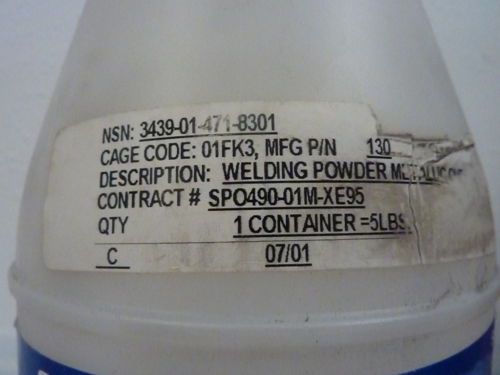 NSN: 3439-01-471-8301
CAGE CODE: 01FK3, MFG P/N 130
DESCRIPTION: WELDING POWDER
CONTRACT # SPO490-01M-XE95
QTY 1 CONTAINER =5LBS.
C 07/01